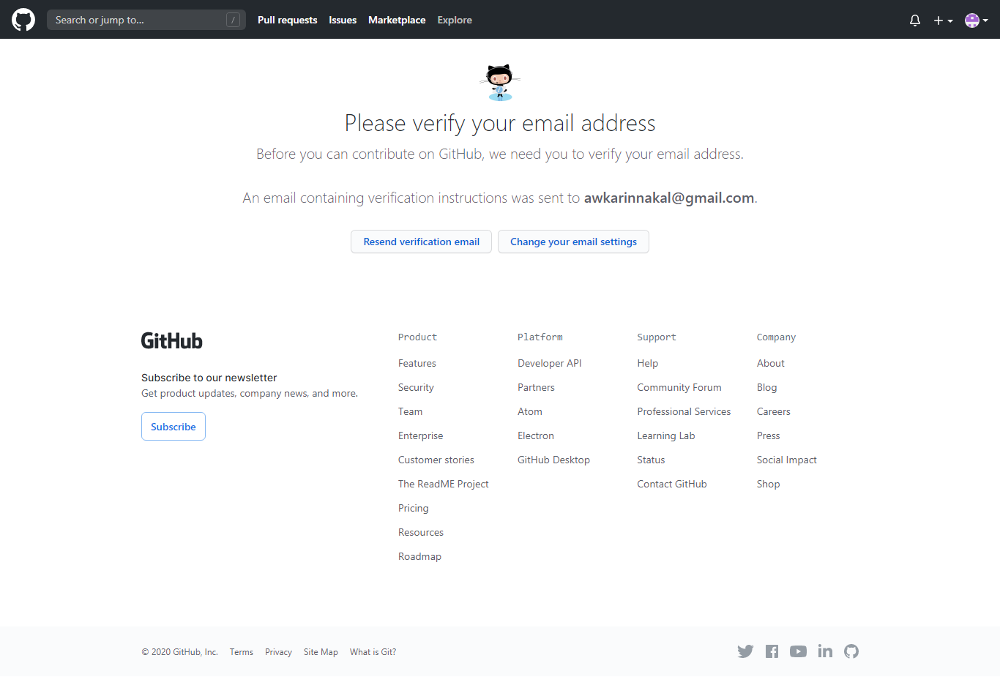 Search or jump to... /
Pull requests Issues Marketplace Explore
Please verify your email address
Before you can contribute on GitHub, we need you to verify your email address.
An email containing verification instructions was sent to awkarinnakal@gmail.com.
Resend verification email Change your email settings
GitHub
Subscribe to our newsletter
Get product updates, company news, and more.
Subscribe
Product
Features
Security
Team
Enterprise
Customer stories
The ReadME Project
Pricing
Resources
Roadmap
Platform
Developer API
Partners
Atom
Electron
GitHub Desktop
Support
Help
Community Forum
Professional Services
Learning Lab
Status
Contact GitHub
Company
About
Blog
Careers
Press
Social Impact
Shop
© 2020 GitHub, Inc. Terms Privacy Site Map What is Git?